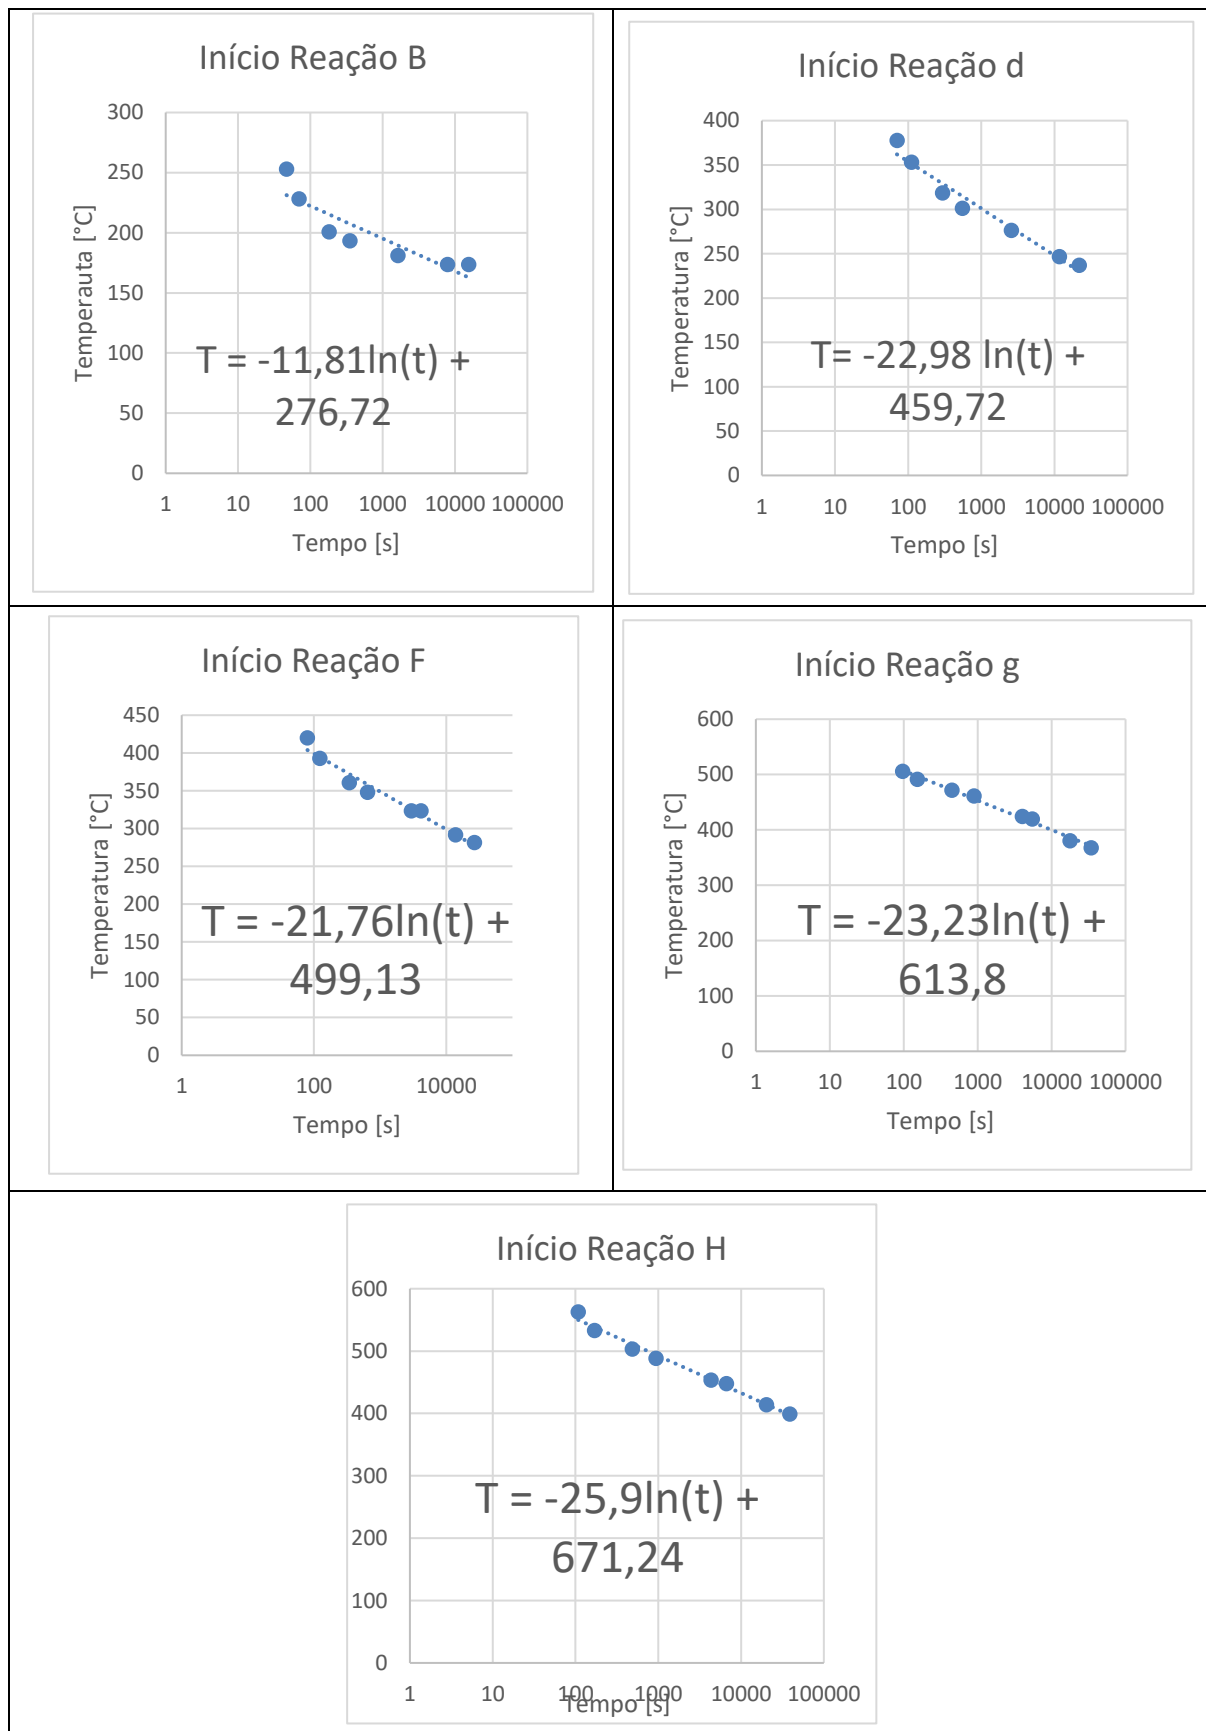 Início Reação B
300
250
200
150
100
50
0
Temperauta [°C]
T = -11,81ln(t) +
276,72
1 10 100 1000 10000 100000
Tempo [s]
Início Reação d
400
350
300
250
200
150
100
50
0
Temperatura [°C]
T= -22,98 ln(t) +
459,72
1 10 100 1000 10000 100000
Tempo [s]
Início Reação F
450
400
350
300
250
200
150
100
50
0
Temperatura [°C]
T = -21,76ln(t) +
499,13
1 100 10000
Tempo [s]
Início Reação g
600
500
400
300
200
100
0
Temperatura [°C]
T = -23,23ln(t) +
613,8
1 10 100 1000 10000 100000
Tempo [s]
Início Reação H
600
500
400
300
200
100
0
T = -25,9ln(t) +
671,24
1 10 100 1000 10000 100000
Tempo [s]